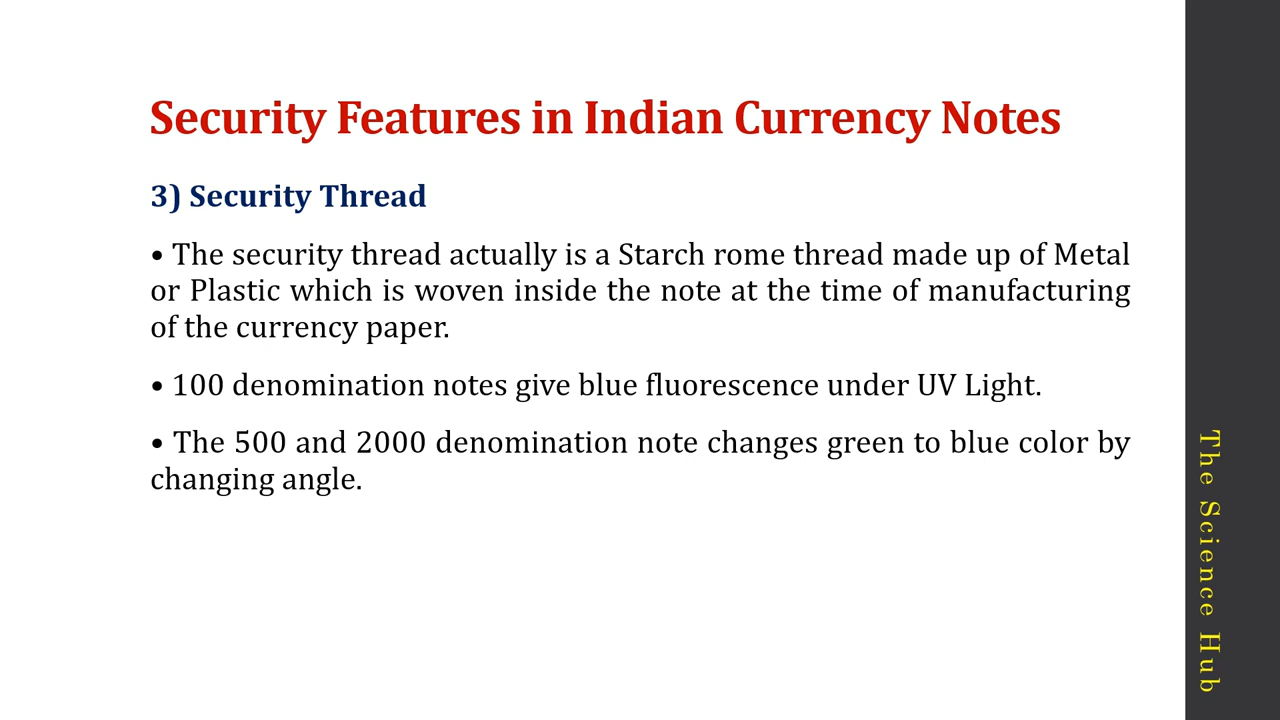 Security Features in Indian Currency Notes
3) Security Thread
• The security thread actually is a Starch rome thread made up of Metal
or Plastic which is woven inside the note at the time of manufacturing
of the currency paper.
• 100 denomination notes give blue fluorescence under UV Light.
• The 500 and 2000 denomination note changes green to blue color by
changing angle.
The Science Hub